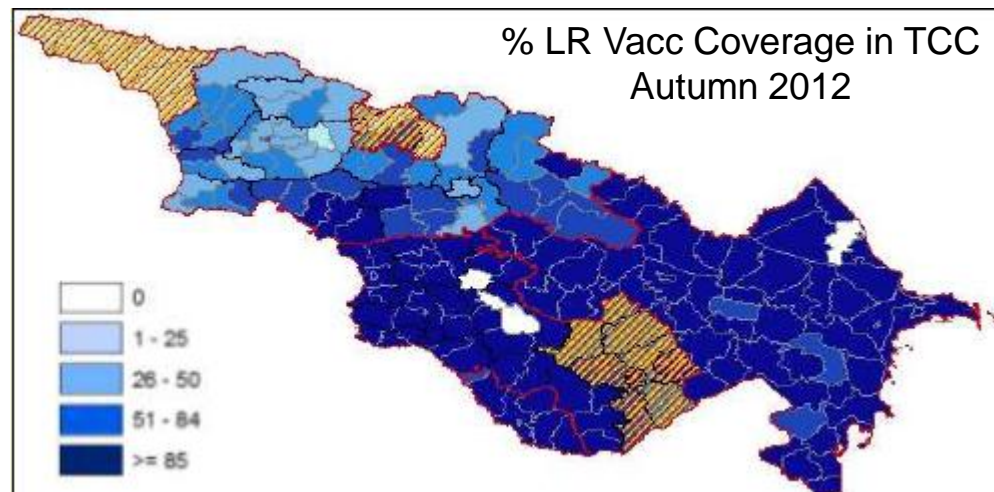 % LR Vacc Coverage in TCC
Autumn 2012
0
1 - 25
26 - 50
51 - 84
>= 85